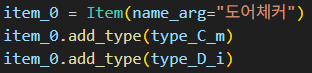 item_0 = Item(name_arg="도어체커")
item_0.add_type(type_C_m)
item_0.add_type(type_D_i)